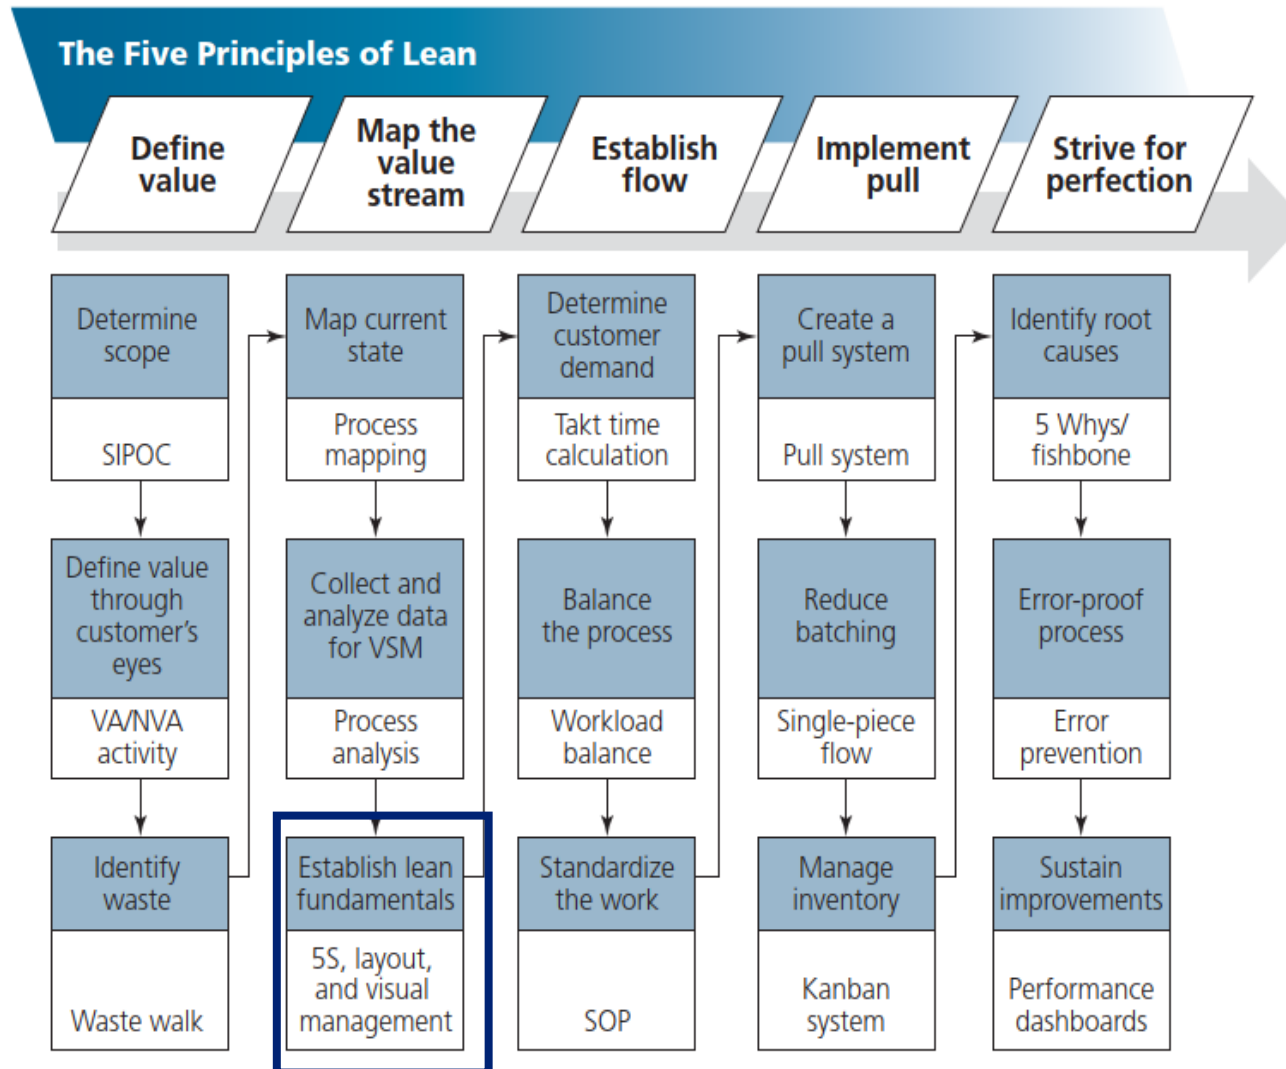 The Five Principles of Lean
Define
value
Map the
value
stream
Establish
flow
Implement
pull
Strive for
perfection
Determine
scope
SIPOC
Define value
through
customer's
eyes
VA/NVA
activity
Identify
waste
Waste walk
Map current
state
Process
mapping
Collect and
analyze data
for VSM
Process
analysis
Establish lean
fundamentals
5S, layout,
and visual
management
Determine
customer
demand
Takt time
calculation
Balance
the process
Workload
balance
Standardize
the work
SOP
Create a
pull system
Pull system
Reduce
batching
Single-piece
flow
Manage
inventory
Kanban
system
Identify root
causes
5 Whys/
fishbone
Error-proof
process
Error
prevention
Sustain
improvements
Performance
dashboards